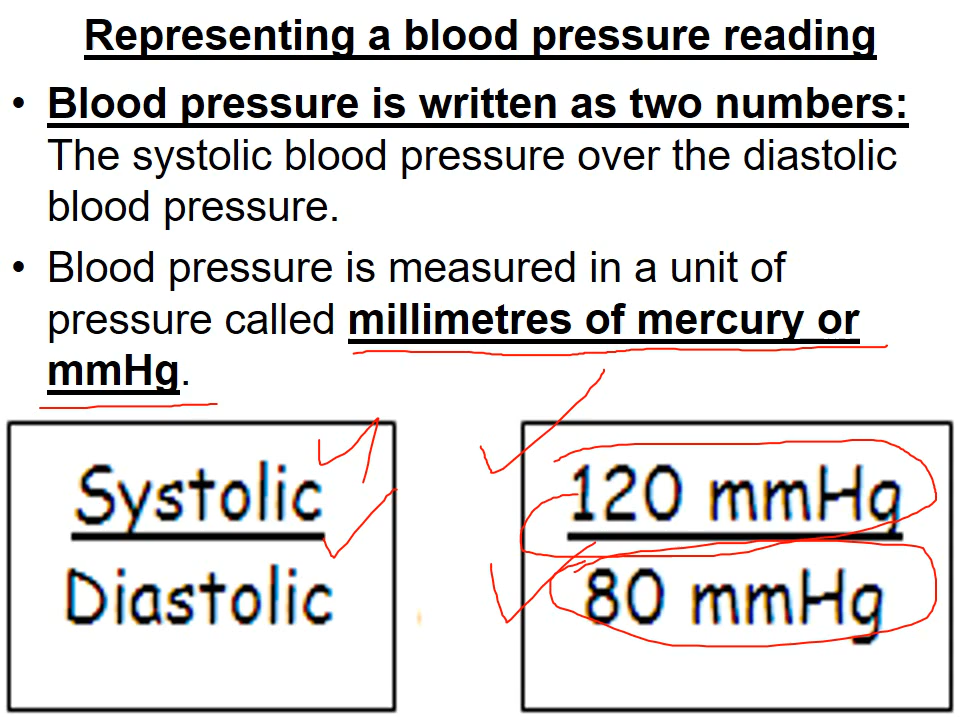 Representing a blood pressure reading
• Blood pressure is written as two numbers:
The systolic blood pressure over the diastolic
blood pressure.
• Blood pressure is measured in a unit of
pressure called millimetres of mercury or
mmHg.
Systolic
Diastolic
120 mmHg
80 mmHg